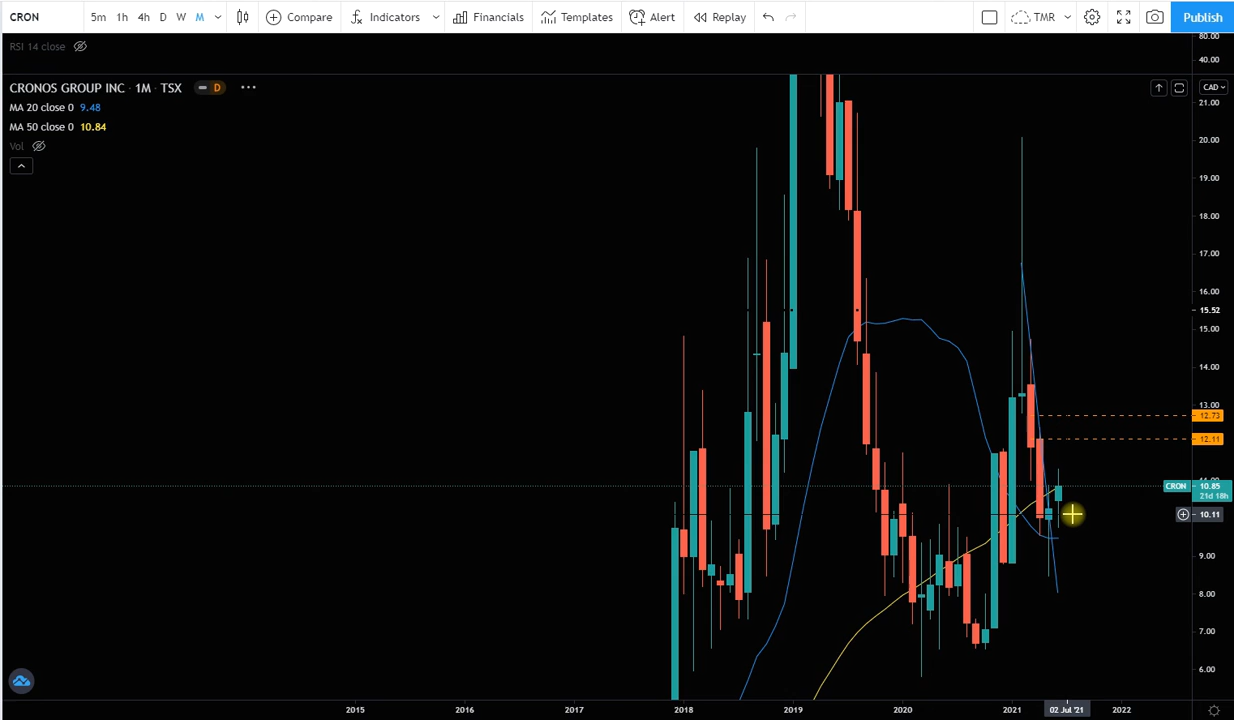 CRON 5m 1h 4h D W M Compare Indicators Financials Templates Alert Replay TMR Publish
RSI 14 close
80.00
40.00
CRONOS GROUP INC · 1M · TSX D
CAD
MA 20 close 0 9.48
MA 50 close 0 10.84
Vol
21.00
20.00
19.00
18.00
17.00
16.00
15.52
15.00
14.00
13.00
12.73
12.11
CRON 10.85
21d 18h
10.11
9.00
8.00
7.00
6.00
2015 2016 2017 2018 2019 2020 2021 02 Jul '21 2022